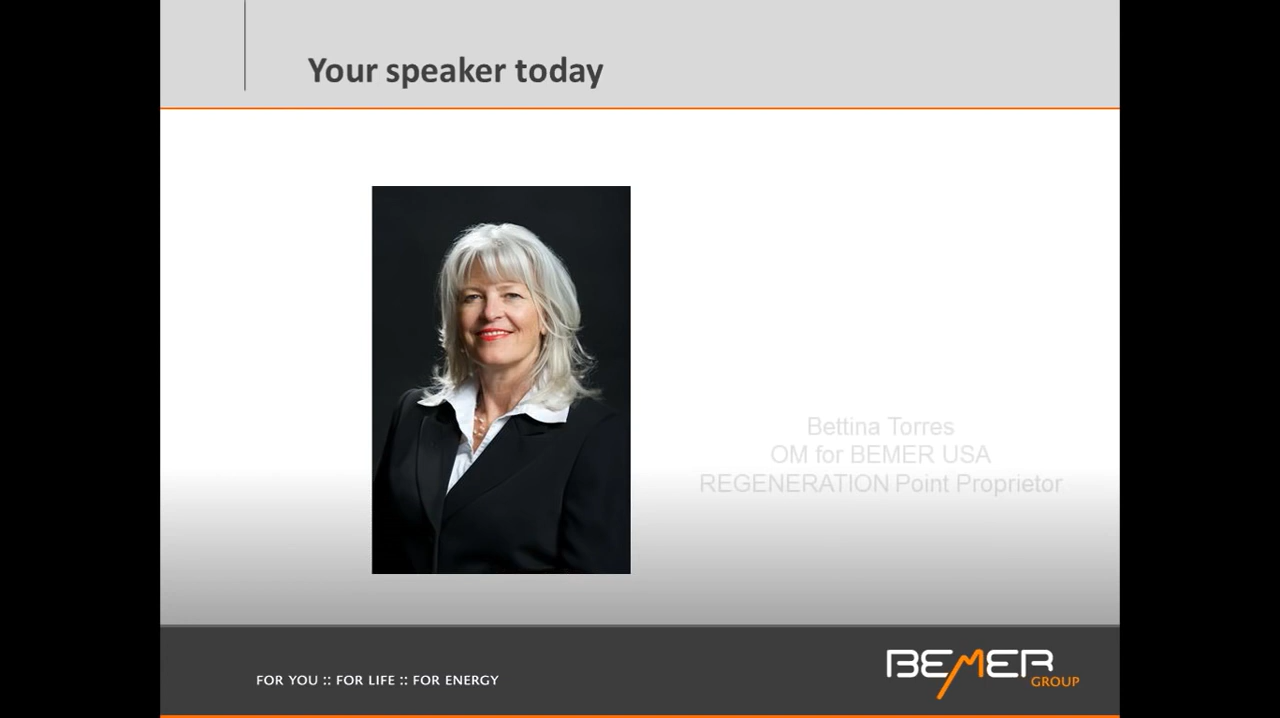 Your speaker today
Bettina Torres
OM for BEMER USA
REGENERATION Point Proprietor
FOR YOU :: FOR LIFE :: FOR ENERGY
BEMER
GROUP